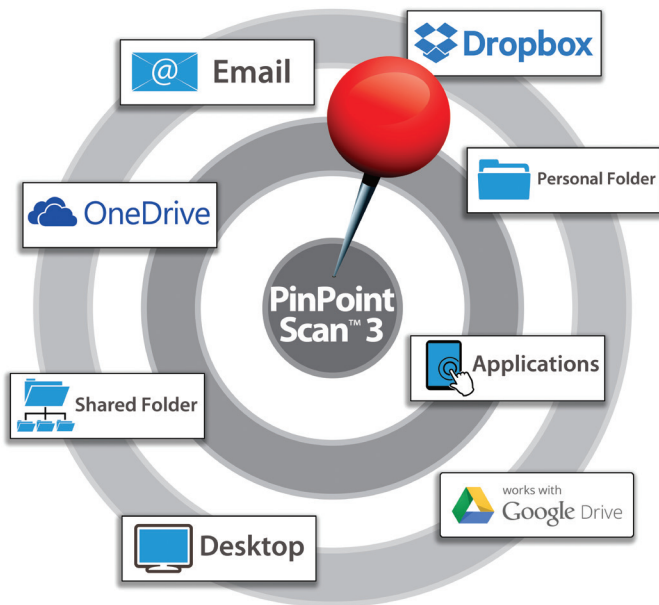 Dropbox
Email
Personal Folder
OneDrive
PinPoint
Scan™ 3
Applications
Shared Folder
works with
Google Drive
Desktop